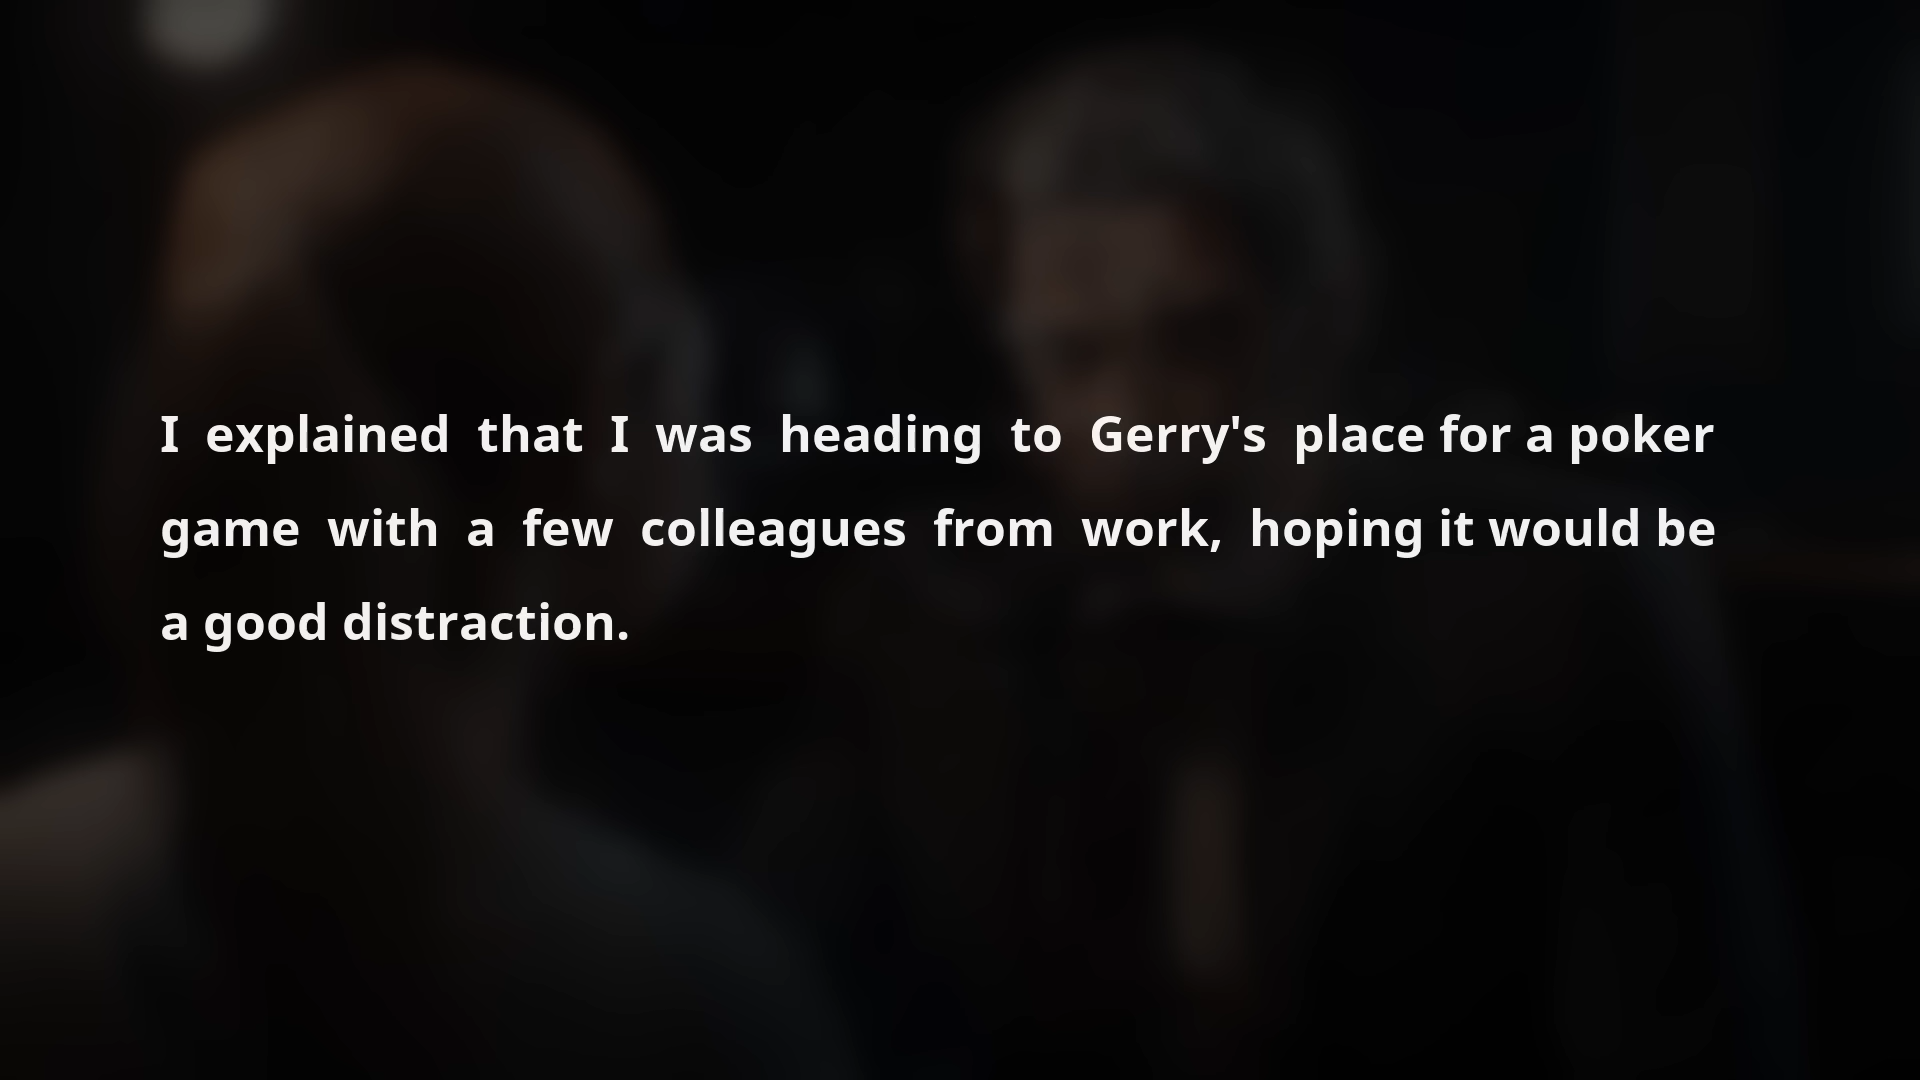 I explained that I was heading to Gerry's place for a poker
game with a few colleagues from work, hoping it would be
a good distraction.